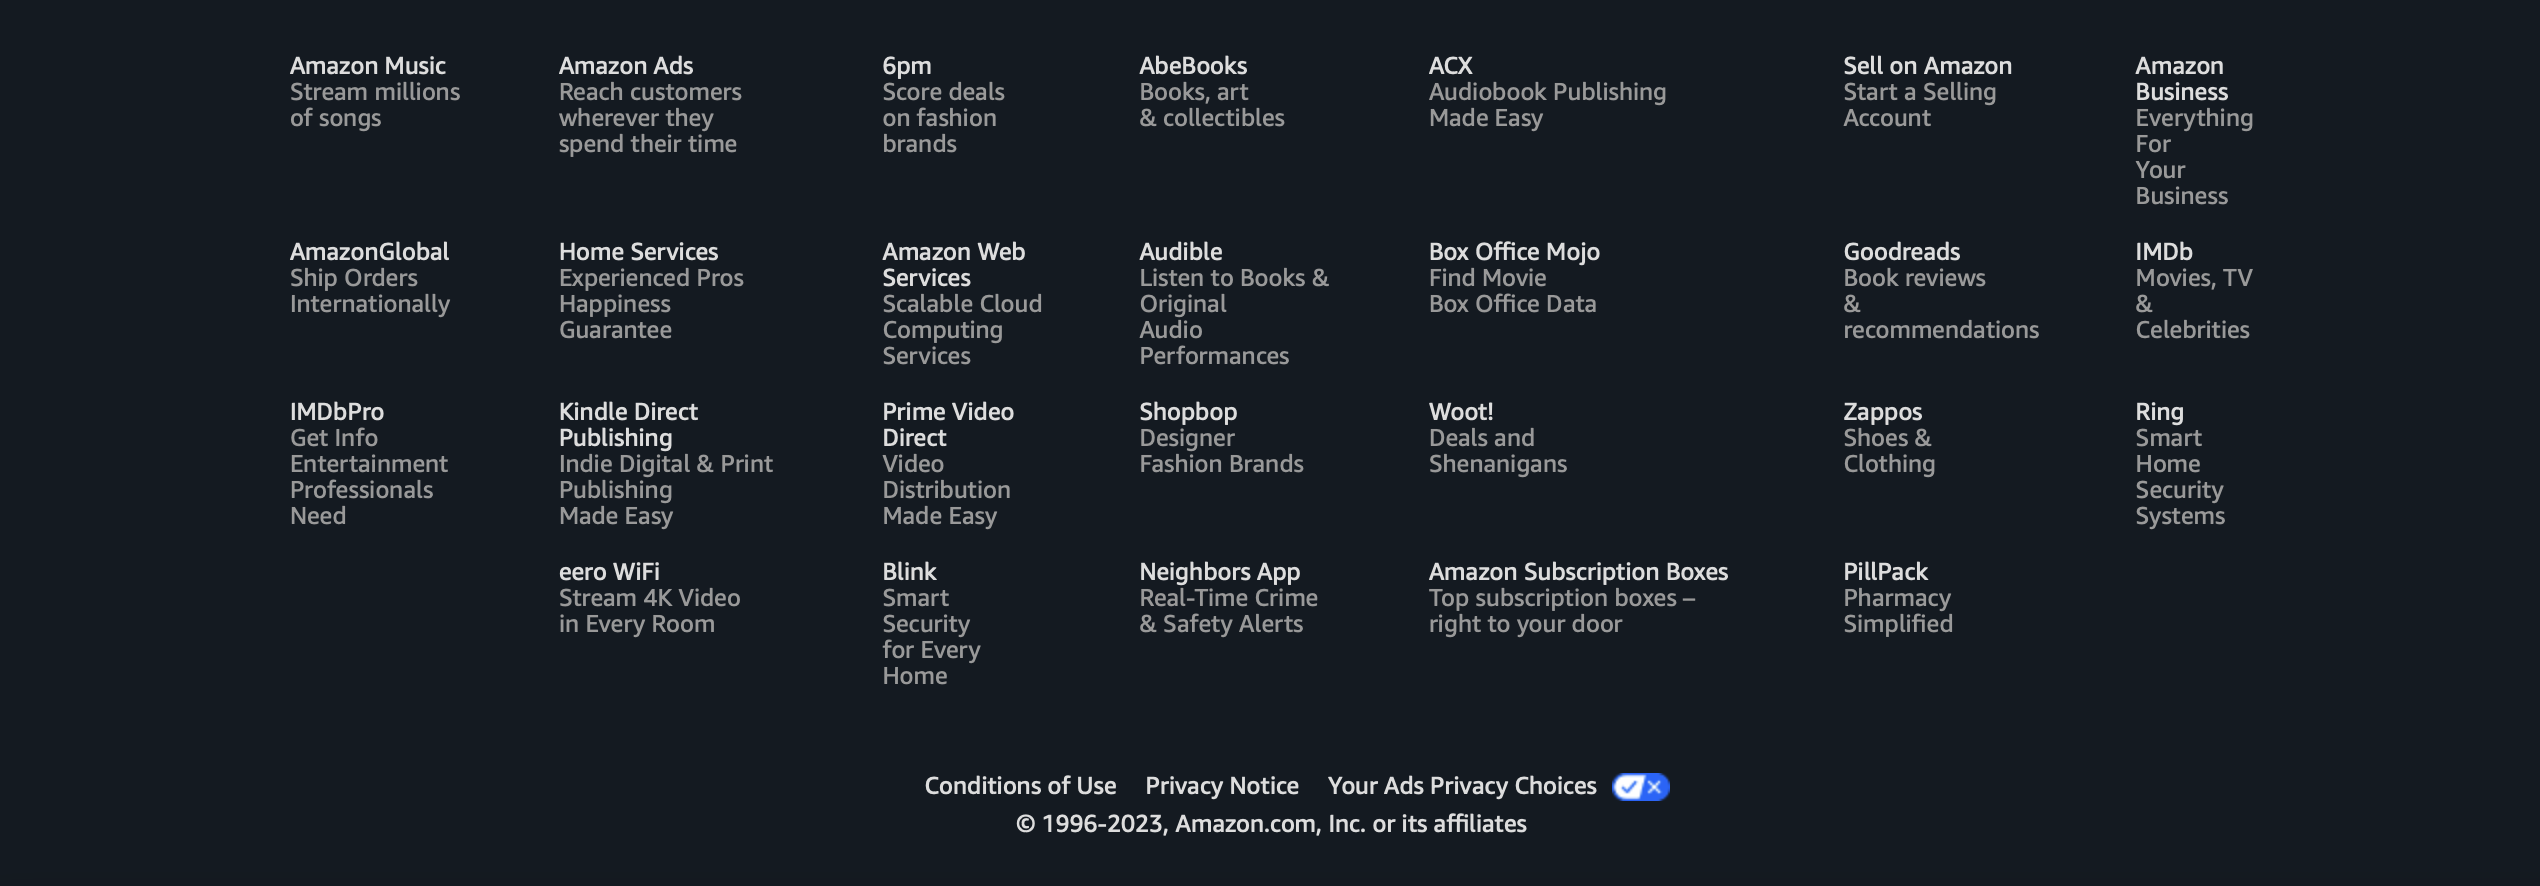 Amazon Music
Stream millions
of songs
Amazon Ads
Reach customers
wherever they
spend their time
6pm
Score deals
on fashion
brands
AbeBooks
Books, art
& collectibles
ACX
Audiobook Publishing
Made Easy
Sell on Amazon
Start a Selling
Account
Amazon
Business
Everything
For
Your
Business
AmazonGlobal
Ship Orders
Internationally
Home Services
Experienced Pros
Happiness
Guarantee
Amazon Web
Services
Scalable Cloud
Computing
Services
Audible
Listen to Books &
Original
Audio
Performances
Box Office Mojo
Find Movie
Box Office Data
Goodreads
Book reviews
&
recommendations
IMDb
Movies, TV
&
Celebrities
IMDbPro
Get Info
Entertainment
Professionals
Need
Kindle Direct
Publishing
Indie Digital & Print
Publishing
Made Easy
Prime Video
Direct
Video
Distribution
Made Easy
Shopbop
Designer
Fashion Brands
Woot!
Deals and
Shenanigans
Zappos
Shoes &
Clothing
Ring
Smart
Home
Security
Systems
eero WiFi
Stream 4K Video
in Every Room
Blink
Smart
Security
for Every
Home
Neighbors App
Real-Time Crime
& Safety Alerts
Amazon Subscription Boxes
Top subscription boxes –
right to your door
PillPack
Pharmacy
Simplified
Conditions of Use Privacy Notice Your Ads Privacy Choices
© 1996-2023, Amazon.com, Inc. or its affiliates